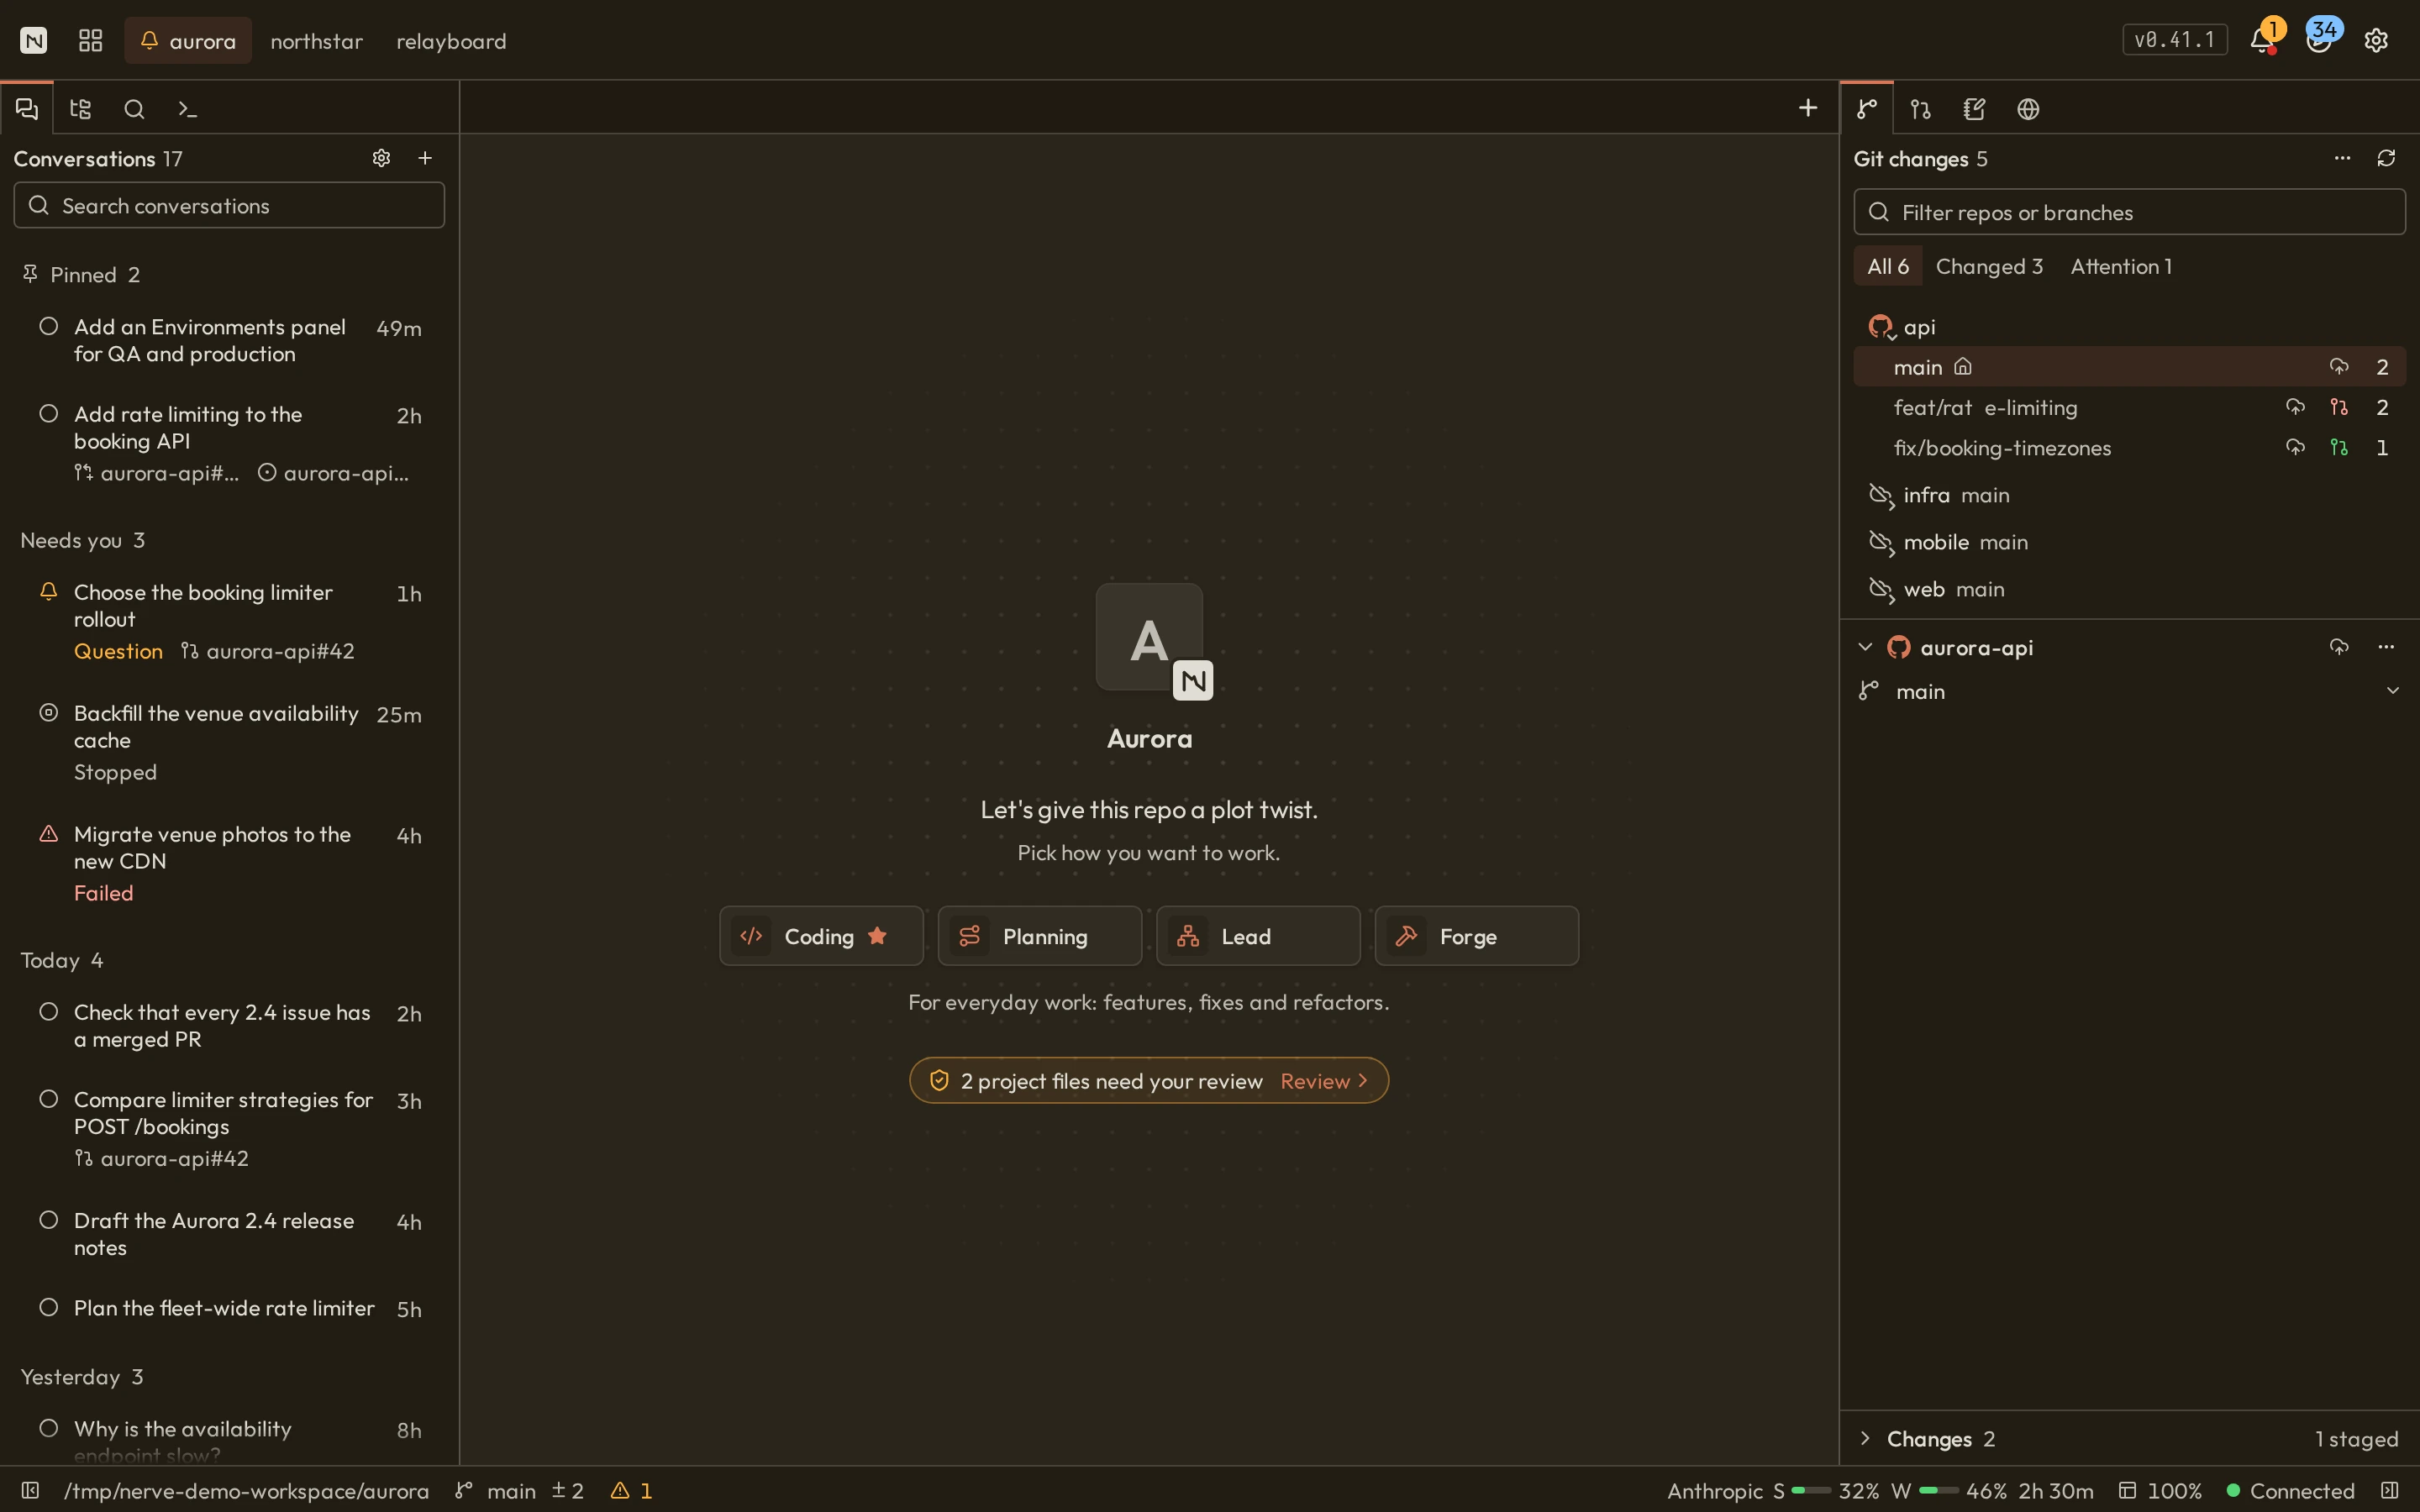 aurora
northstar
relayboard
v0.41.1
1
34
Conversations 17
Search conversations
Pinned 2
Add an Environments panel
for QA and production
49m
Add rate limiting to the
booking API
2h
aurora-api#...
aurora-api...
Needs you 3
Choose the booking limiter
rollout
1h
Question
aurora-api#42
Backfill the venue availability
cache
25m
Stopped
Migrate venue photos to the
new CDN
4h
Failed
Today 4
Check that every 2.4 issue has
a merged PR
2h
Compare limiter strategies for
POST /bookings
3h
aurora-api#42
Draft the Aurora 2.4 release
notes
4h
Plan the fleet-wide rate limiter
5h
Yesterday 3
Why is the availability
endpoint slow?
8h
A
Aurora
Let's give this repo a plot twist.
Pick how you want to work.
Coding
Planning
Lead
Forge
For everyday work: features, fixes and refactors.
2 project files need your review
Review
Git changes 5
Filter repos or branches
All 6
Changed 3
Attention 1
api
main
2
feat/rat e-limiting
2
fix/booking-timezones
1
infra main
mobile main
web main
aurora-api
main
Changes 2
1 staged
/tmp/nerve-demo-workspace/aurora
main
±2
1
Anthropic S 32% W 46% 2h 30m
100%
Connected